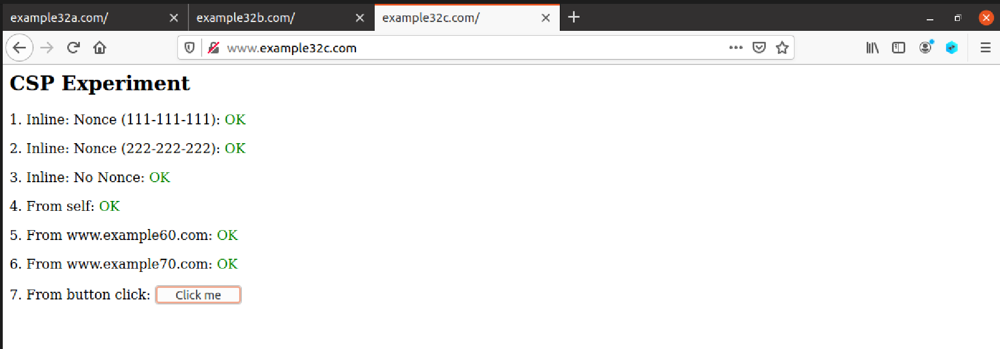 example32a.com/ example32b.com/ example32c.com/
www.example32c.com
CSP Experiment
1. Inline: Nonce (111-111-111): OK
2. Inline: Nonce (222-222-222): OK
3. Inline: No Nonce: OK
4. From self: OK
5. From www.example60.com: OK
6. From www.example70.com: OK
7. From button click: Click me